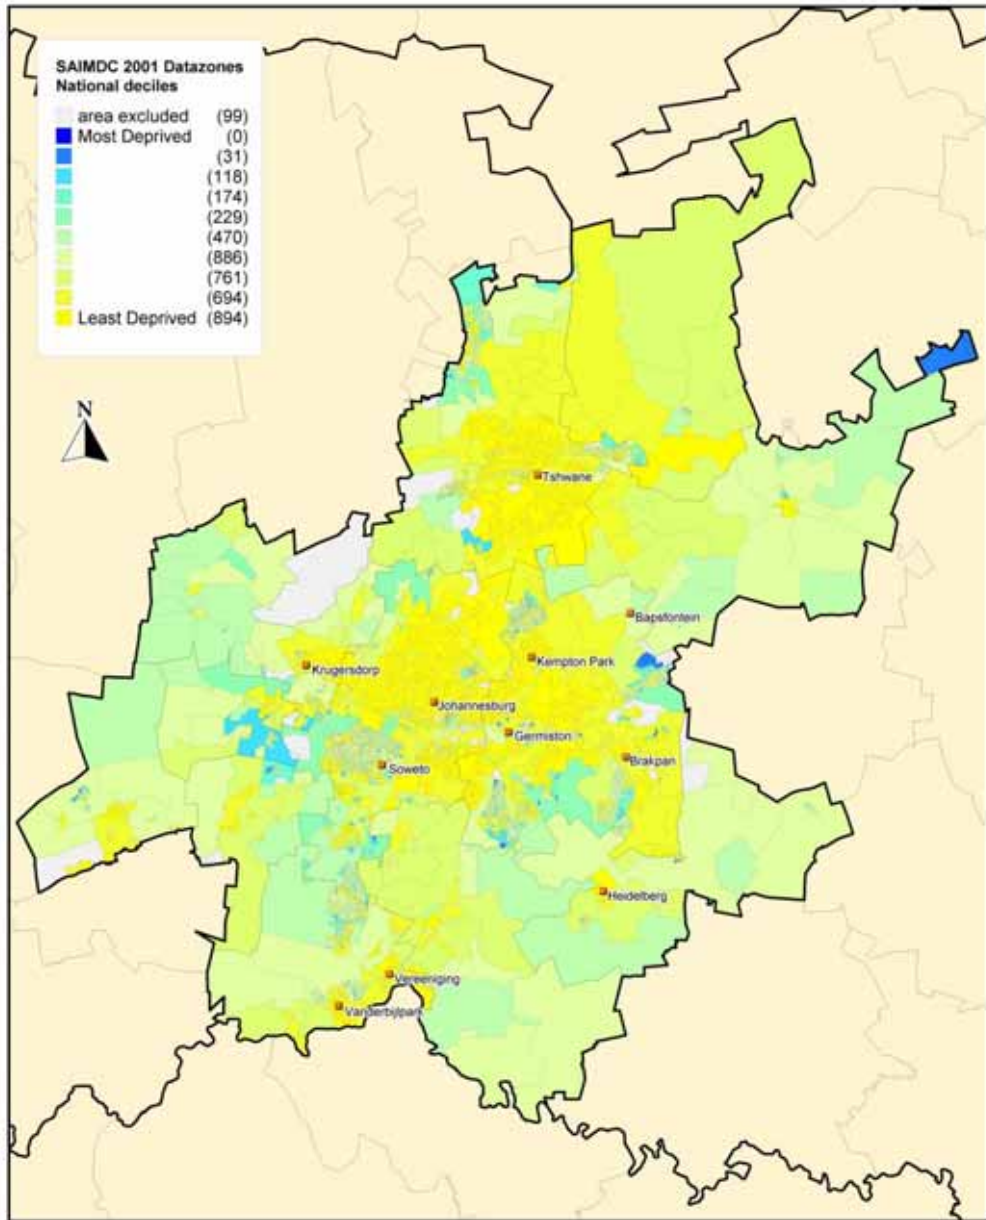 SAIMDC 2001 Datazones
National deciles
area excluded (99)
Most Deprived (0)
(31)
(118)
(174)
(229)
(470)
(886)
(761)
(694)
Least Deprived (894)
N
Tshwane
Bapsfontein
Krugersdorp
Kempton Park
Johannesburg
Germiston
Soweto
Brakpan
Heidelberg
Vereeniging
Vanderbijlpark